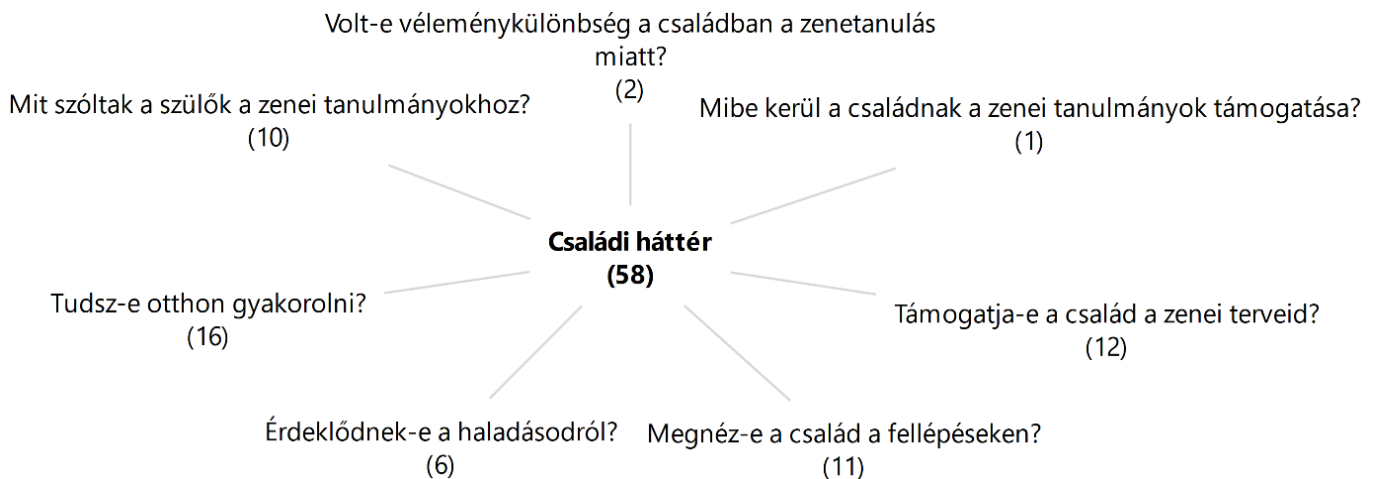 Volt-e véleménykülönbség a családban a zenetanulás
miatt?
(2)
Mit szóltak a szülők a zenei tanulmányokhoz?
(10)
Mibe kerül a családnak a zenei tanulmányok támogatása?
(1)
Családi háttér
(58)
Tudsz-e otthon gyakorolni?
(16)
Támogatja-e a család a zenei terveid?
(12)
Érdeklődnek-e a haladásodról?
(6)
Megnéz-e a család a fellépéseken?
(11)